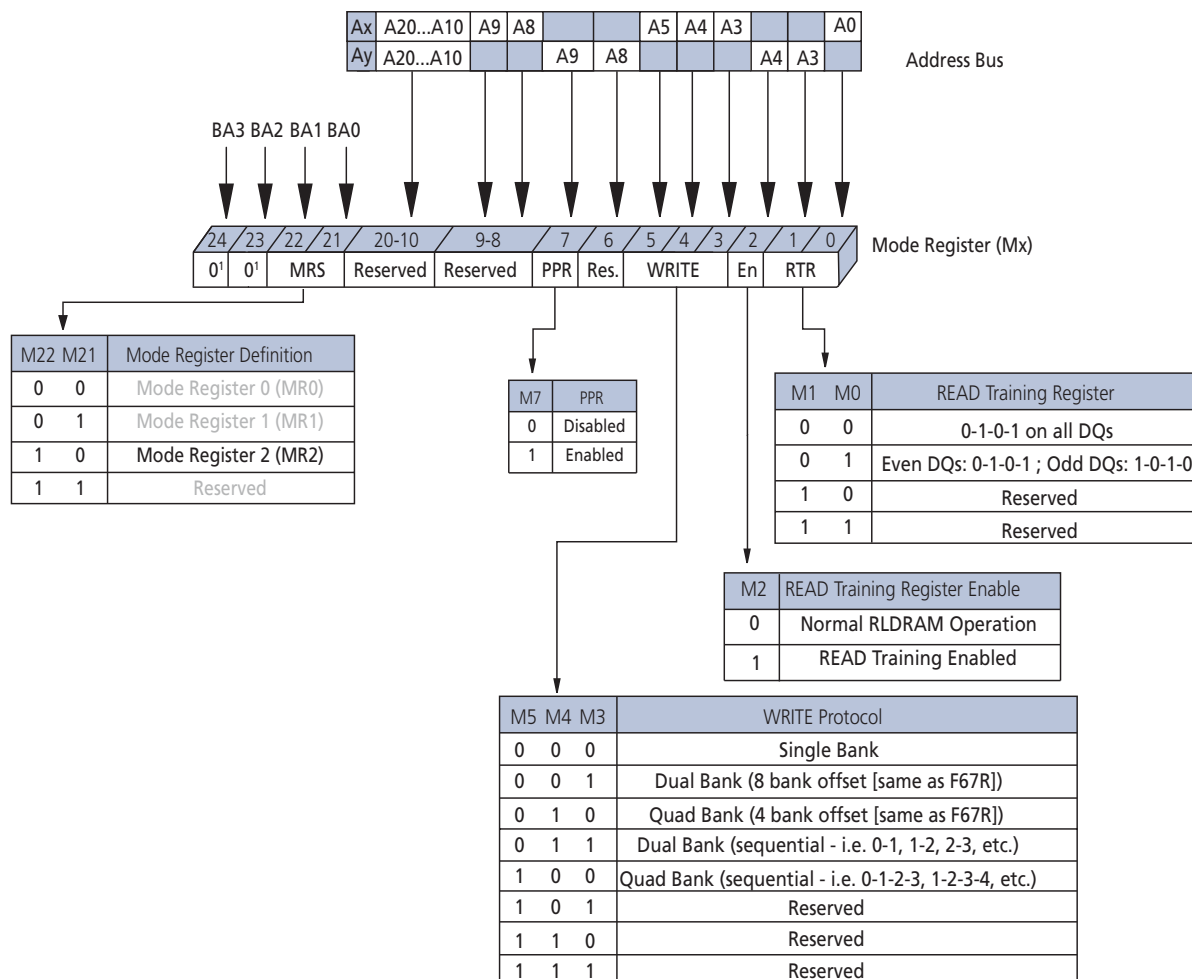 Ax A20...A10 A9 A8 A5 A4 A3 A0
Ay A20...A10 A9 A8 A4 A3
Address Bus
BA3 BA2 BA1 BA0
24 23 22 21 20-10 9-8 7 6 5 4 3 2 1 0
Mode Register (Mx)
0¹ 0¹ MRS Reserved Reserved PPR Res. WRITE En RTR
M22 M21 Mode Register Definition
0 0 Mode Register 0 (MR0)
0 1 Mode Register 1 (MR1)
1 0 Mode Register 2 (MR2)
1 1 Reserved
M7 PPR
0 Disabled
1 Enabled
M1 M0 READ Training Register
0 0 0-1-0-1 on all DQs
0 1 Even DQs: 0-1-0-1 ; Odd DQs: 1-0-1-0
1 0 Reserved
1 1 Reserved
M2 READ Training Register Enable
0 Normal RLDRAM Operation
1 READ Training Enabled
M5 M4 M3 WRITE Protocol
0 0 0 Single Bank
0 0 1 Dual Bank (8 bank offset [same as F67R])
0 1 0 Quad Bank (4 bank offset [same as F67R])
0 1 1 Dual Bank (sequential - i.e. 0-1, 1-2, 2-3, etc.)
1 0 0 Quad Bank (sequential - i.e. 0-1-2-3, 1-2-3-4, etc.)
1 0 1 Reserved
1 1 0 Reserved
1 1 1 Reserved